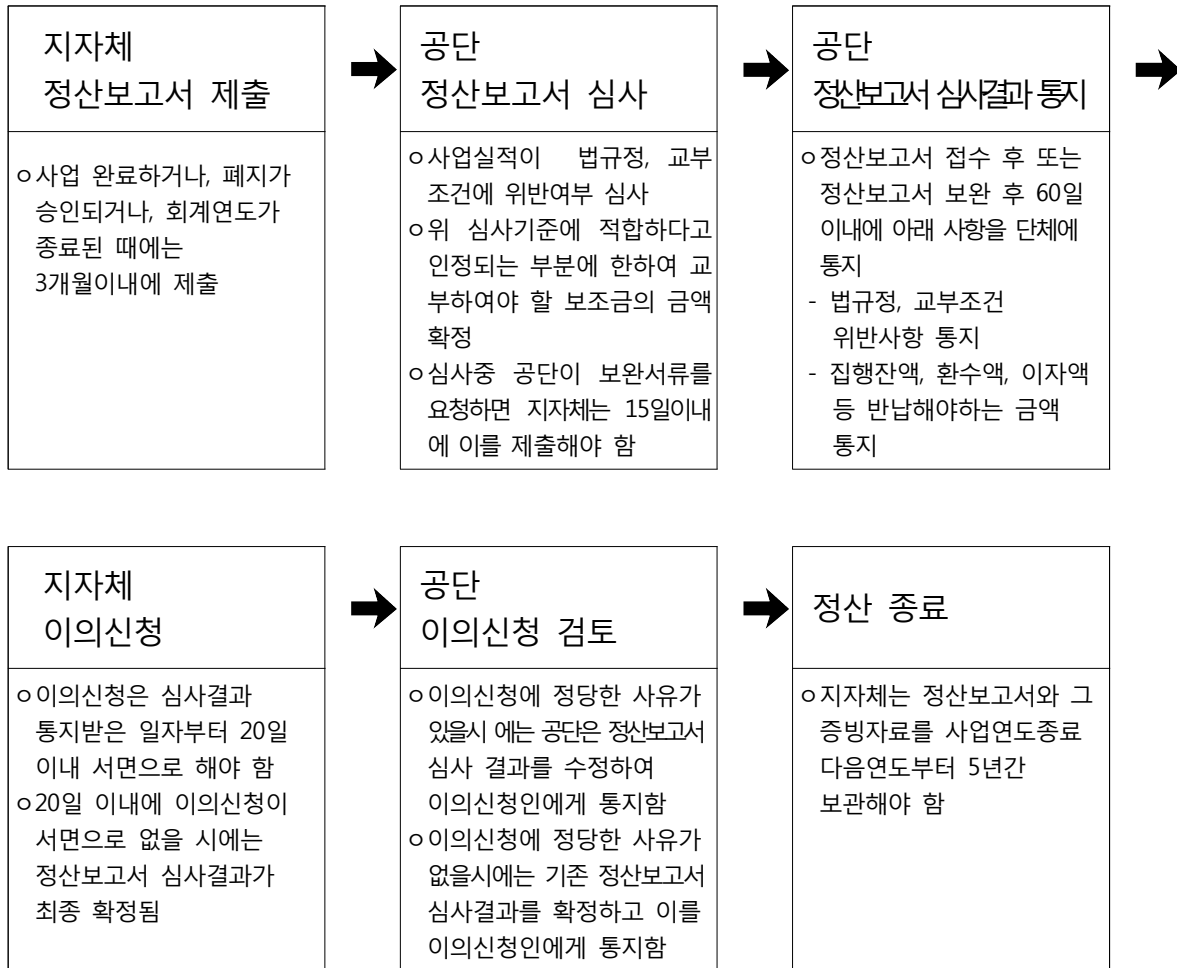 지자체
정산보고서 제출
ㅇ사업 완료하거나, 폐지가
승인되거나, 회계연도가
종료된 때에는
3개월이내에 제출
공단
정산보고서 심사
ㅇ사업실적이 법규정, 교부
조건에 위반여부 심사
ㅇ위 심사기준에 적합하다고
인정되는 부분에 한하여 교
부하여야 할 보조금의 금액
확정
ㅇ심사중 공단이 보완서류를
요청하면 지자체는 15일이내
에 이를 제출해야 함
공단
정산보고서 심사결과 통지
ㅇ정산보고서 접수 후 또는
정산보고서 보완 후 60일
이내에 아래 사항을 단체에
통지
- 법규정, 교부조건
위반사항 통지
- 집행잔액, 환수액, 이자액
등 반납해야하는 금액
통지
지자체
이의신청
ㅇ이의신청은 심사결과
통지받은 일자부터 20일
이내 서면으로 해야 함
ㅇ20일 이내에 이의신청이
서면으로 없을 시에는
정산보고서 심사결과가
최종 확정됨
공단
이의신청 검토
ㅇ이의신청에 정당한 사유가
있을시 에는 공단은 정산보고서
심사 결과를 수정하여
이의신청인에게 통지함
ㅇ이의신청에 정당한 사유가
없을시에는 기존 정산보고서
심사결과를 확정하고 이를
이의신청인에게 통지함
정산 종료
ㅇ지자체는 정산보고서와 그
증빙자료를 사업연도종료
다음연도부터 5년간
보관해야 함